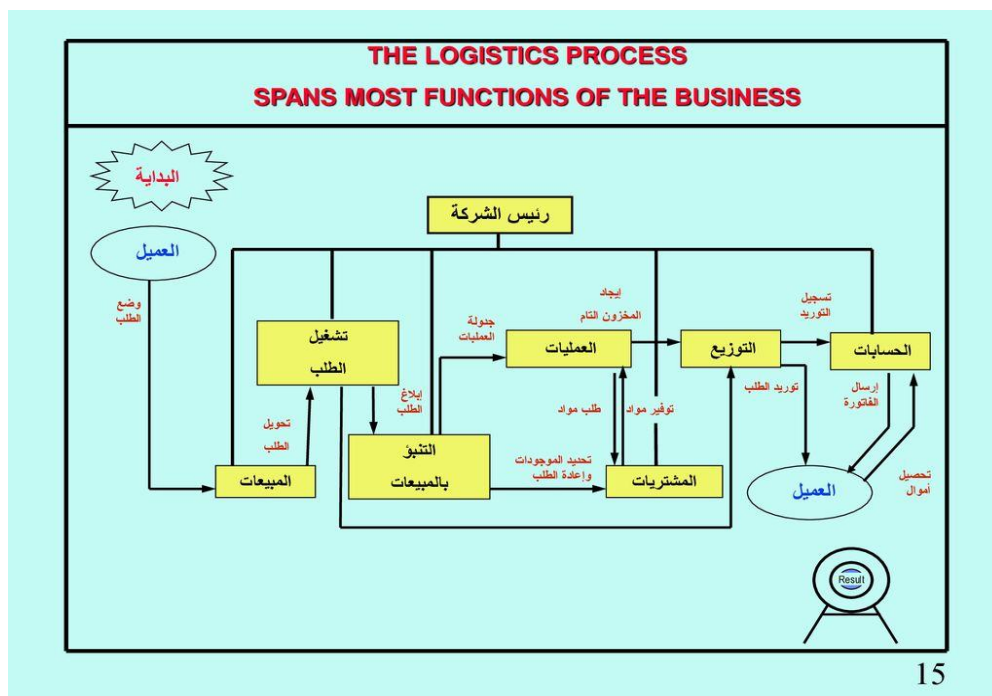 THE LOGISTICS PROCESS
SPANS MOST FUNCTIONS OF THE BUSINESS
البداية
العميل
رئيس الشركة
وضع
الطلب
تشغيل
الطلب
جدولة
العمليات
إيجاد
المخزون التام
العمليات
التوزيع
تسجيل
التوريد
الحسابات
إبلاغ
الطلب
طلب مواد
توفير مواد
توريد الطلب
إرسال
الفاتورة
تحويل
الطلب
المبيعات
التنبؤ
بالمبيعات
تحديد الموجودات
وإعادة الطلب
المشتريات
العميل
تحصيل
أموال
Result
15